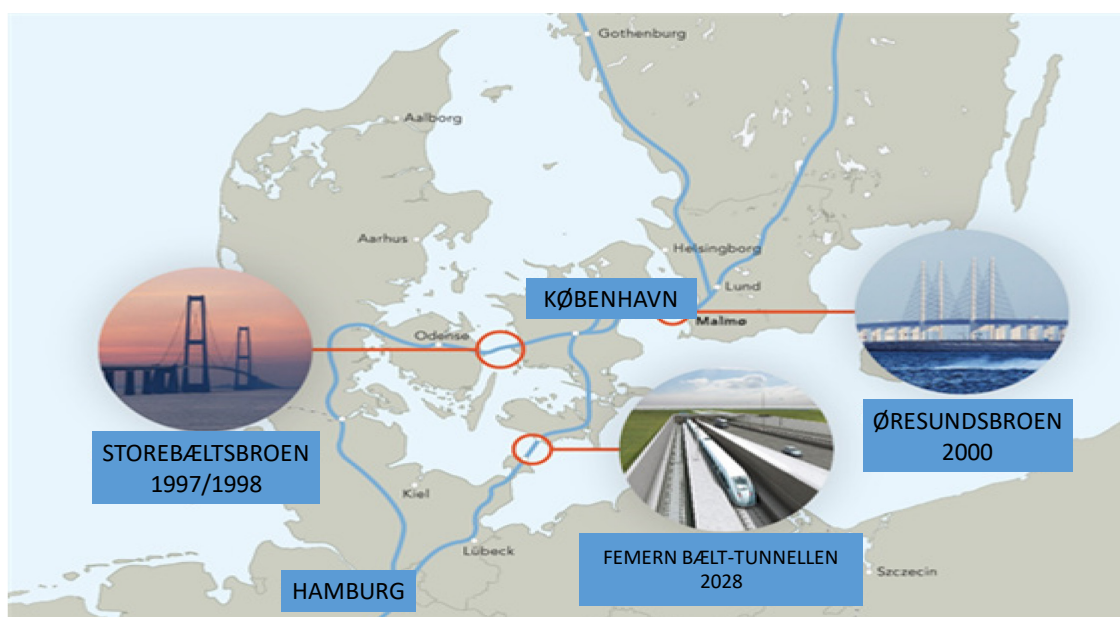 Gothenburg
Aalborg
Aarhus
Helsingborg
KØBENHAVN
Lund
Malmø
Odense
STOREBÆLTSBROEN
1997/1998
ØRESUNDSBROEN
2000
Kiel
Lübeck
FEMERN BÆLT-TUNNELLEN
2028
Szczecin
HAMBURG